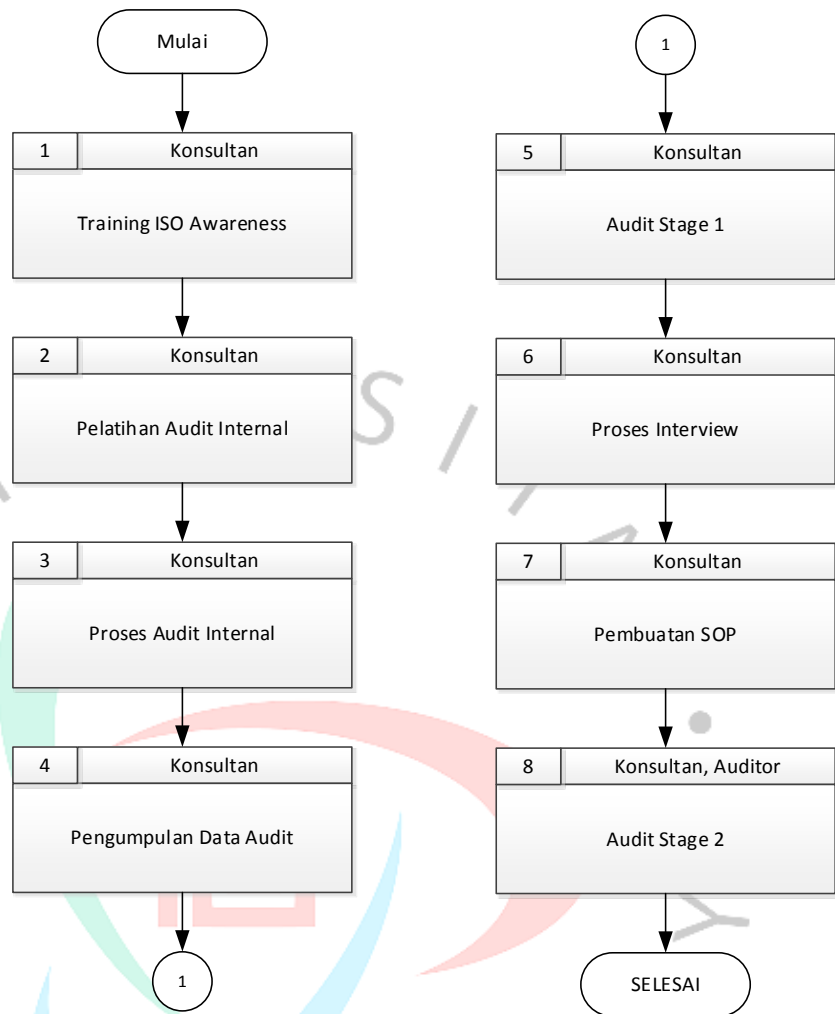 Mulai
1 Konsultan
Training ISO Awareness
2 Konsultan
Pelatihan Audit Internal
3 Konsultan
Proses Audit Internal
4 Konsultan
Pengumpulan Data Audit
1
1
5 Konsultan
Audit Stage 1
6 Konsultan
Proses Interview
7 Konsultan
Pembuatan SOP
8 Konsultan, Auditor
Audit Stage 2
SELESAI